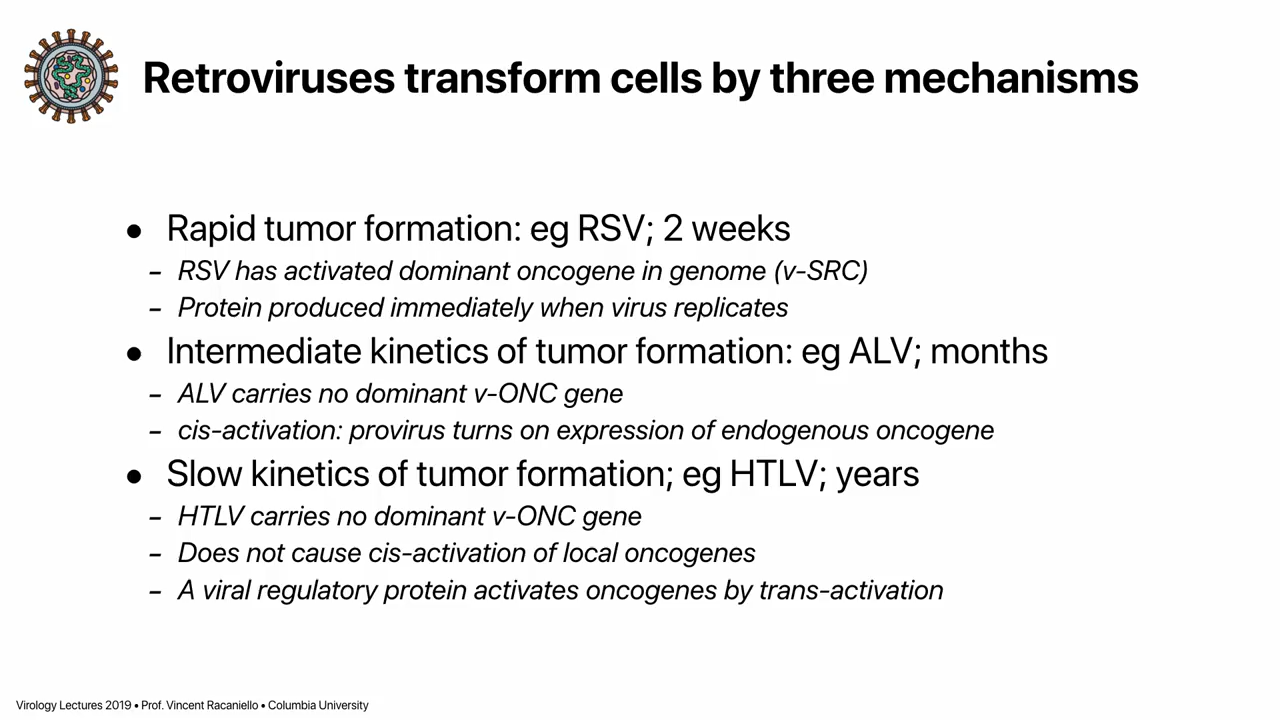 Retroviruses transform cells by three mechanisms
• Rapid tumor formation: eg RSV; 2 weeks
– RSV has activated dominant oncogene in genome (v-SRC)
– Protein produced immediately when virus replicates
• Intermediate kinetics of tumor formation: eg ALV; months
– ALV carries no dominant v-ONC gene
– cis-activation: provirus turns on expression of endogenous oncogene
• Slow kinetics of tumor formation; eg HTLV; years
– HTLV carries no dominant v-ONC gene
– Does not cause cis-activation of local oncogenes
– A viral regulatory protein activates oncogenes by trans-activation
Virology Lectures 2019 • Prof. Vincent Racaniello • Columbia University